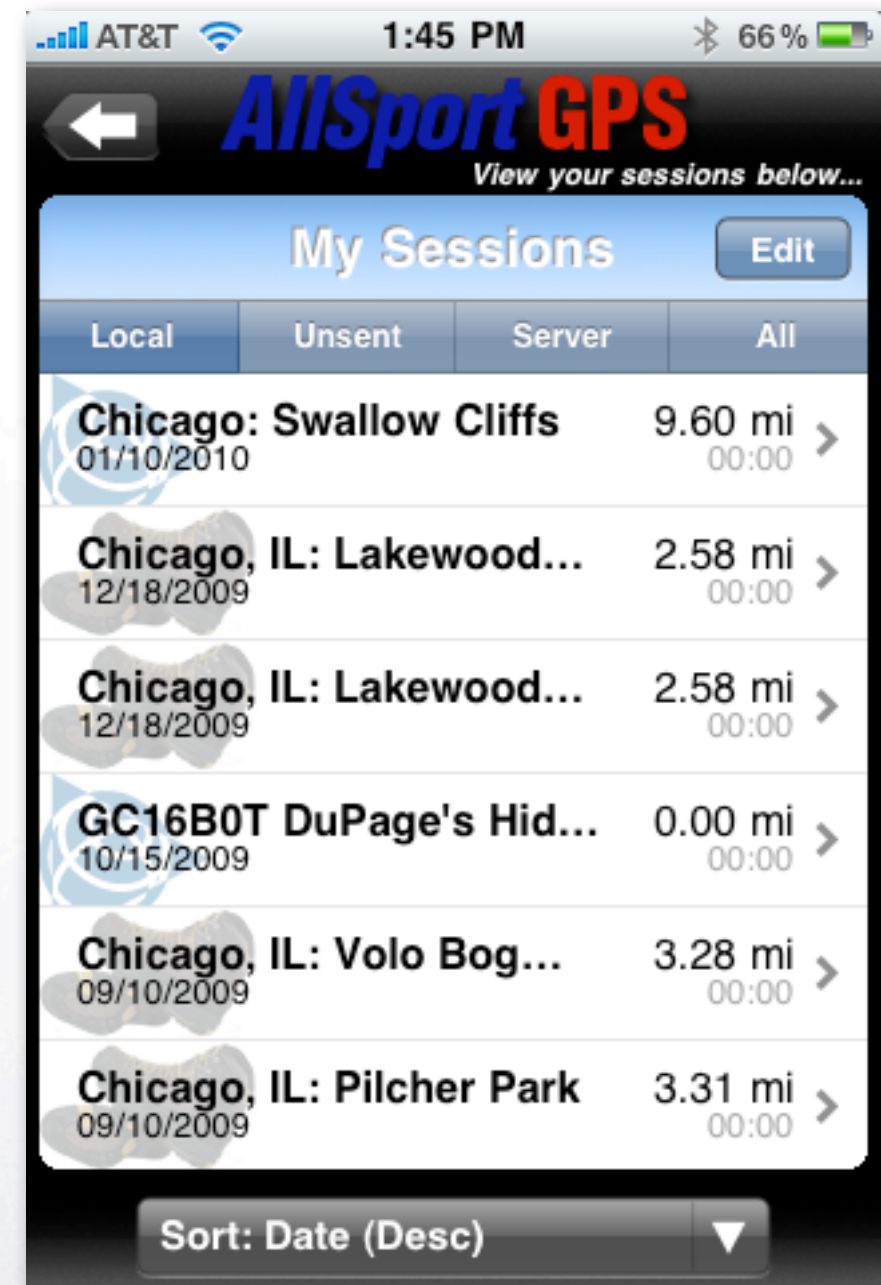 AT&T 1:45 PM 66%
AllSport GPS
View your sessions below...
My Sessions Edit
Local Unsent Server All
Chicago: Swallow Cliffs 9.60 mi
01/10/2010 00:00
Chicago, IL: Lakewood... 2.58 mi
12/18/2009 00:00
Chicago, IL: Lakewood... 2.58 mi
12/18/2009 00:00
GC16B0T DuPage's Hid... 0.00 mi
10/15/2009 00:00
Chicago, IL: Volo Bog... 3.28 mi
09/10/2009 00:00
Chicago, IL: Pilcher Park 3.31 mi
09/10/2009 00:00
Sort: Date (Desc)